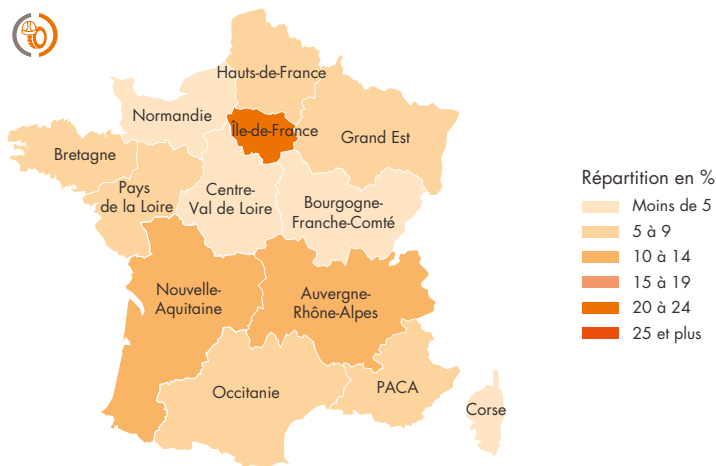 Hauts-de-France
Normandie
Île-de-France
Grand Est
Bretagne
Pays
de la Loire
Centre-
Val de Loire
Bourgogne-
Franche-Comté
Nouvelle-
Aquitaine
Auvergne-
Rhône-Alpes
Occitanie
PACA
Corse
Répartition en %
Moins de 5
5 à 9
10 à 14
15 à 19
20 à 24
25 et plus